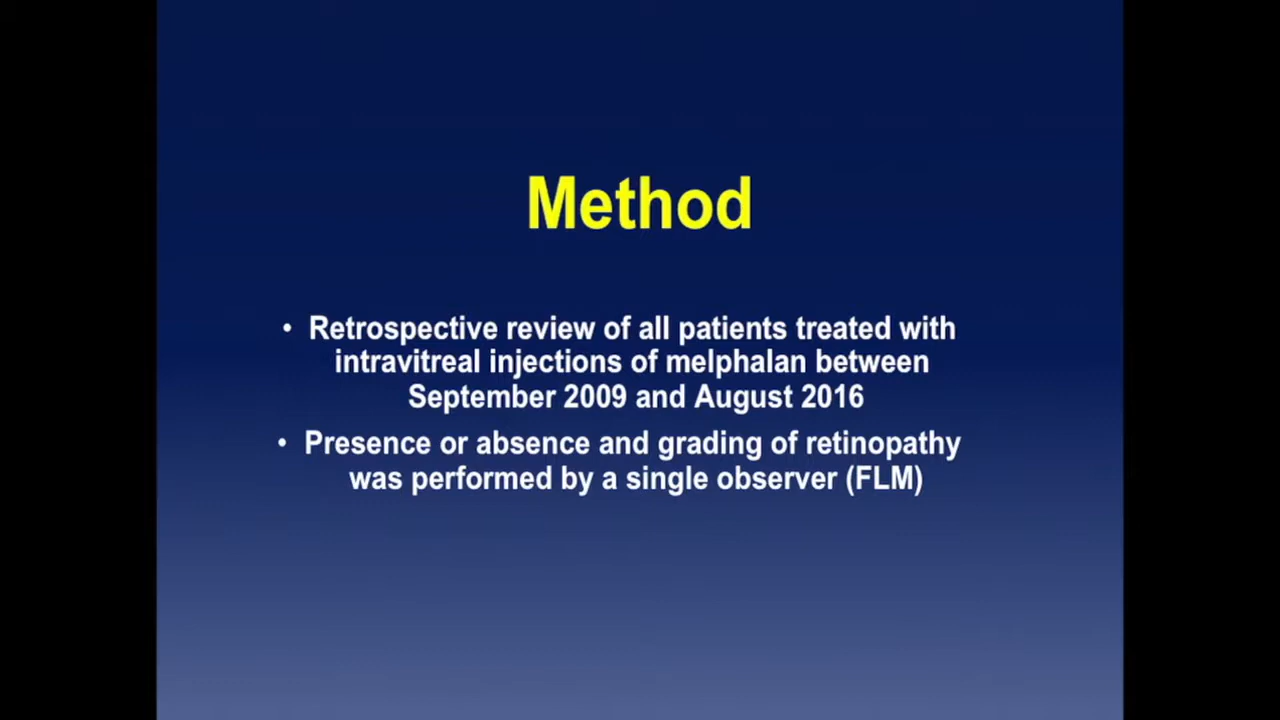 Method
• Retrospective review of all patients treated with
intravitreal injections of melphalan between
September 2009 and August 2016
• Presence or absence and grading of retinopathy
was performed by a single observer (FLM)